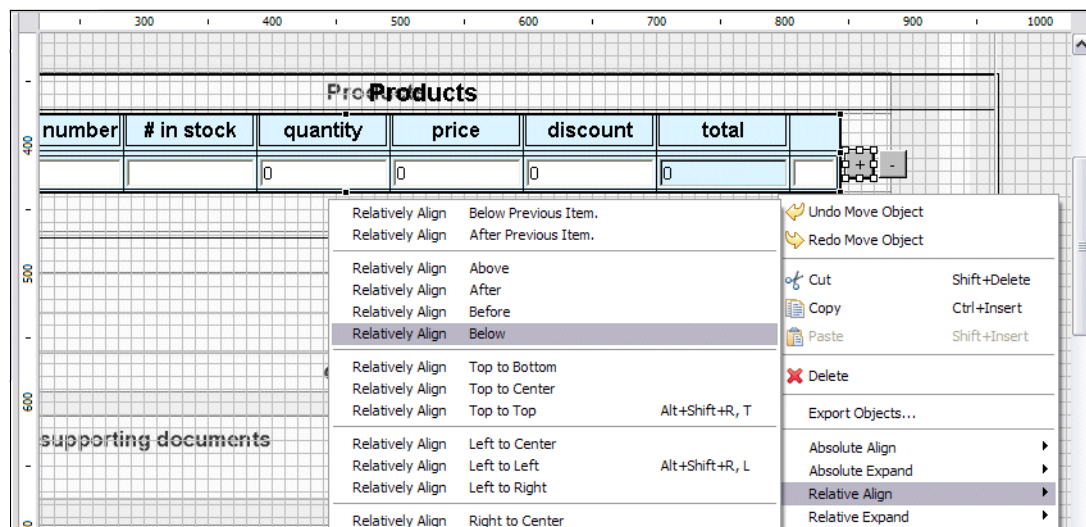 300 400 500 600 700 800 900 1000
Products
number # in stock quantity price discount total
400
0 0 0 0 + -
Relatively Align Below Previous Item.
Relatively Align After Previous Item.
Relatively Align Above
Relatively Align After
Relatively Align Before
Relatively Align Below
Relatively Align Top to Bottom
Relatively Align Top to Center
Relatively Align Top to Top Alt+Shift+R, T
Relatively Align Left to Center
Relatively Align Left to Left Alt+Shift+R, L
Relatively Align Left to Right
Relatively Align Right to Center
Undo Move Object
Redo Move Object
Cut Shift+Delete
Copy Ctrl+Insert
Paste Shift+Insert
Delete
Export Objects...
Absolute Align
Absolute Expand
Relative Align
Relative Expand
500
600
supporting documents